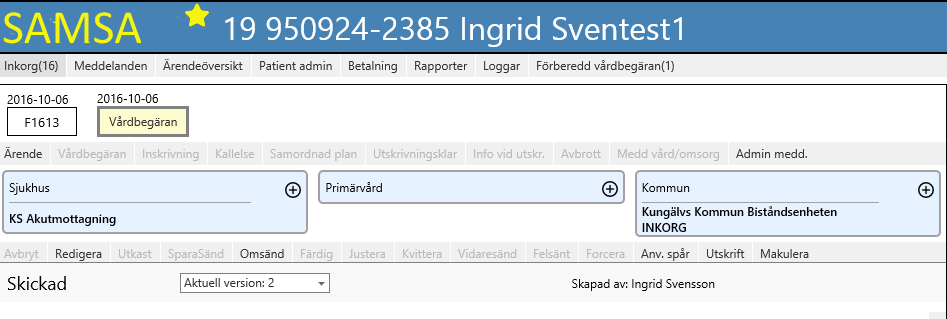 SAMSA 19 950924-2385 Ingrid Sventest1
Inkorg(16) Meddelanden Ärendeöversikt Patient admin Betalning Rapporter Loggar Förberedd vårdbegäran(1)
2016-10-06 2016-10-06
F1613 Vårdbegäran
Ärende Vårdbegäran Inskrivning Kallelse Samordnad plan Utskrivningsklar Info vid utskr. Avbrott Medd vård/omsorg Admin medd.
Sjukhus Primärvård Kommun
KS Akutmottagning Kungälvs Kommun Biståndsenheten
INKORG
Avbryt Redigera Utkast SparaSänd Omsänd Färdig Justera Kvittera Vidaresänd Felsänt Forcera Anv. spår Utskrift Makulera
Skickad Aktuell version: 2 Skapad av: Ingrid Svensson